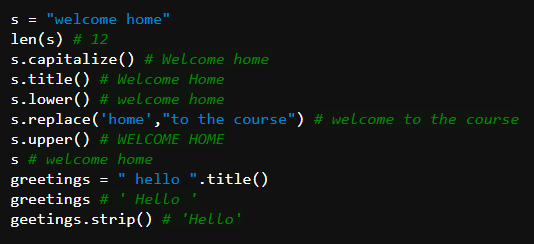 s = "welcome home"
len(s) # 12
s.capitalize() # Welcome home
s.title() # Welcome Home
s.lower() # welcome home
s.replace('home',"to the course") # welcome to the course
s.upper() # WELCOME HOME
s # welcome home
greetings = " hello ".title()
greetings # ' Hello '
geetings.strip() # 'Hello'